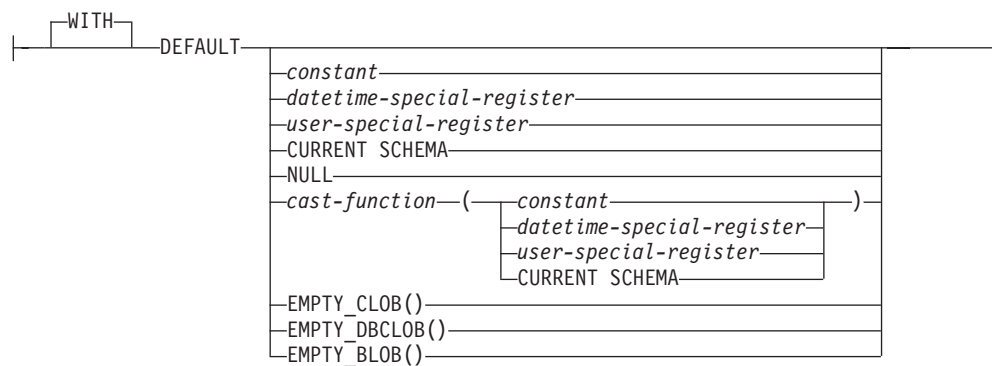 WITH
DEFAULT
constant
datetime-special-register
user-special-register
CURRENT SCHEMA
NULL
cast-function ( constant )
datetime-special-register
user-special-register
CURRENT SCHEMA
EMPTY_CLOB()
EMPTY_DBCLOB()
EMPTY_BLOB()